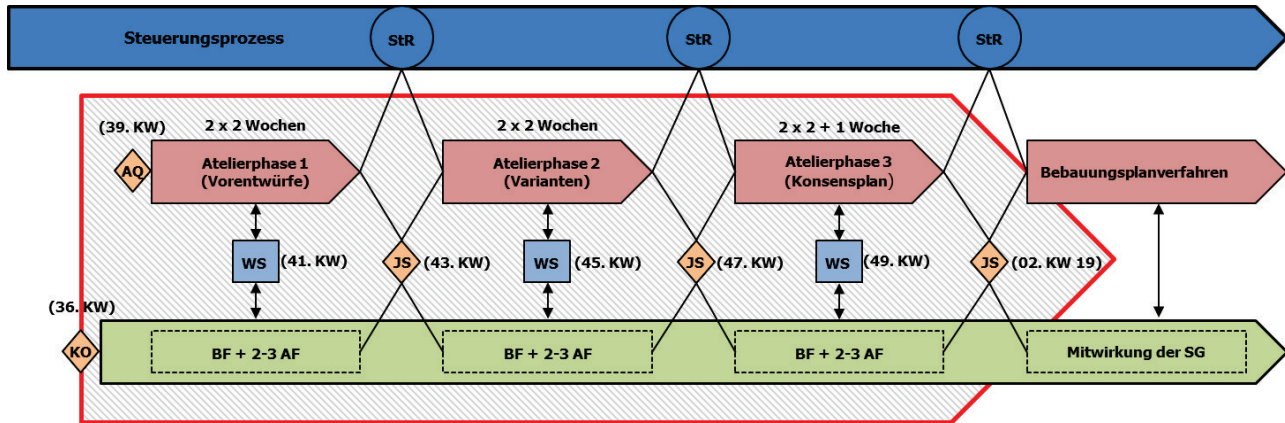 Steuerungsprozess
StR
StR
StR
(39. KW)
2 x 2 Wochen
2 x 2 Wochen
2 x 2 + 1 Woche
AQ
Atelierphase 1
(Vorentwürfe)
Atelierphase 2
(Varianten)
Atelierphase 3
(Konsensplan)
Bebauungsplanverfahren
WS
(41. KW)
JS
(43. KW)
WS
(45. KW)
JS
(47. KW)
WS
(49. KW)
JS
(02. KW 19)
(36. KW)
KO
BF + 2-3 AF
BF + 2-3 AF
BF + 2-3 AF
Mitwirkung der SG